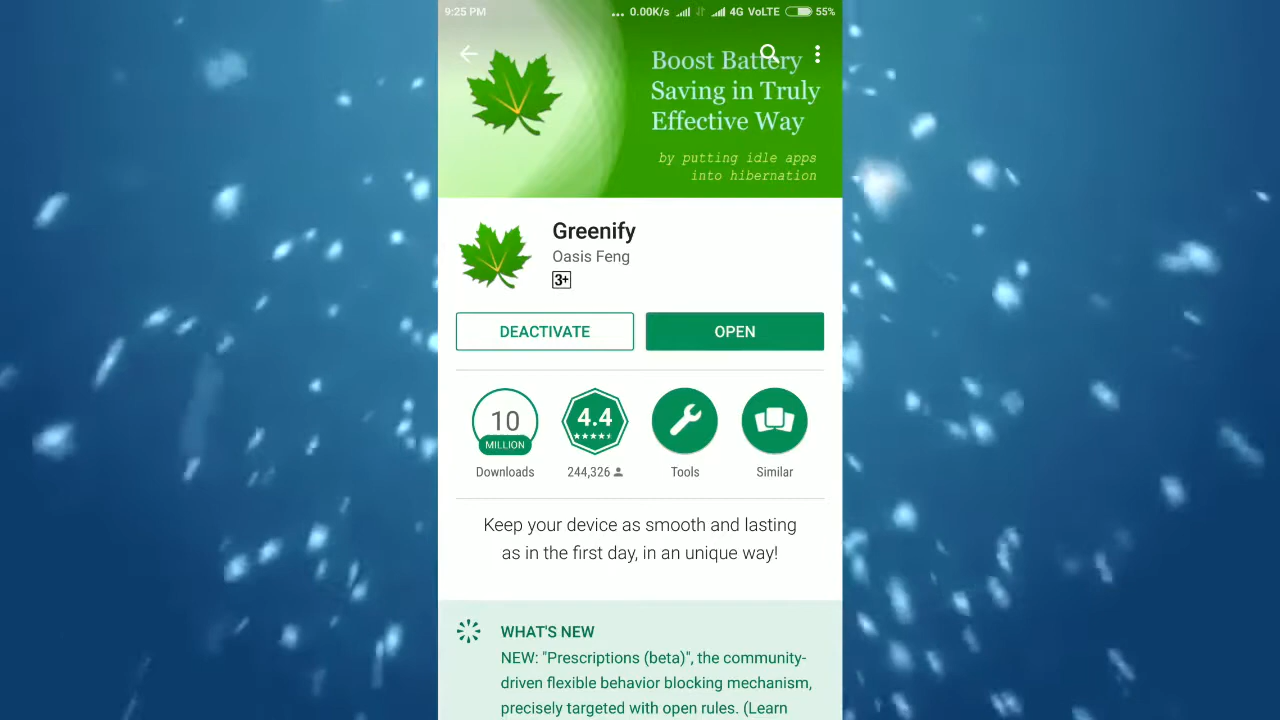 9:25 PM
... 0.00K/s 4G VoLTE 55%
Boost Battery
Saving in Truly
Effective Way
by putting idle apps
into hibernation
Greenify
Oasis Feng
3+
DEACTIVATE
OPEN
10
MILLION
Downloads
4.4
244,326
Tools
Similar
Keep your device as smooth and lasting
as in the first day, in an unique way!
WHAT'S NEW
NEW: "Prescriptions (beta)", the community-
driven flexible behavior blocking mechanism,
precisely targeted with open rules. (Learn